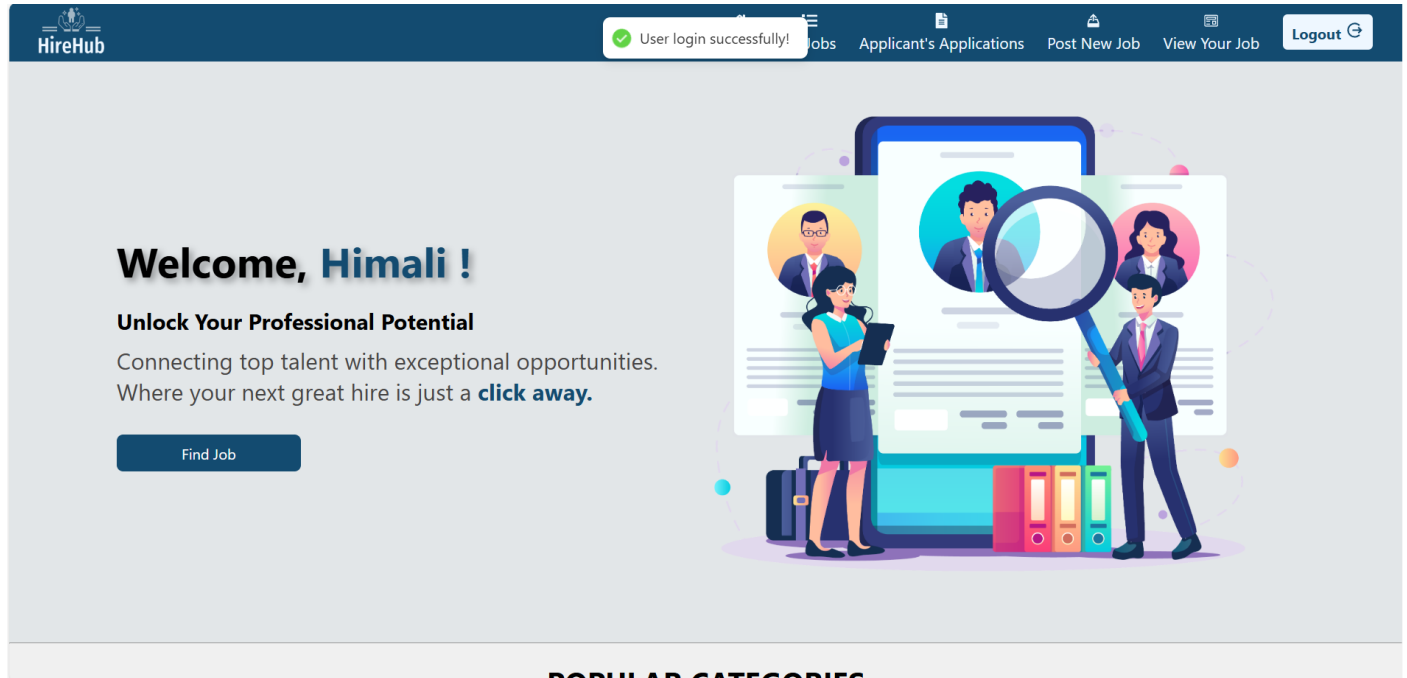 HireHub
User login successfully!
Jobs
Applicant's Applications
Post New Job
View Your Job
Logout
Welcome, Himali !
Unlock Your Professional Potential
Connecting top talent with exceptional opportunities.
Where your next great hire is just a click away.
Find Job
POPULAR CATEGORIES